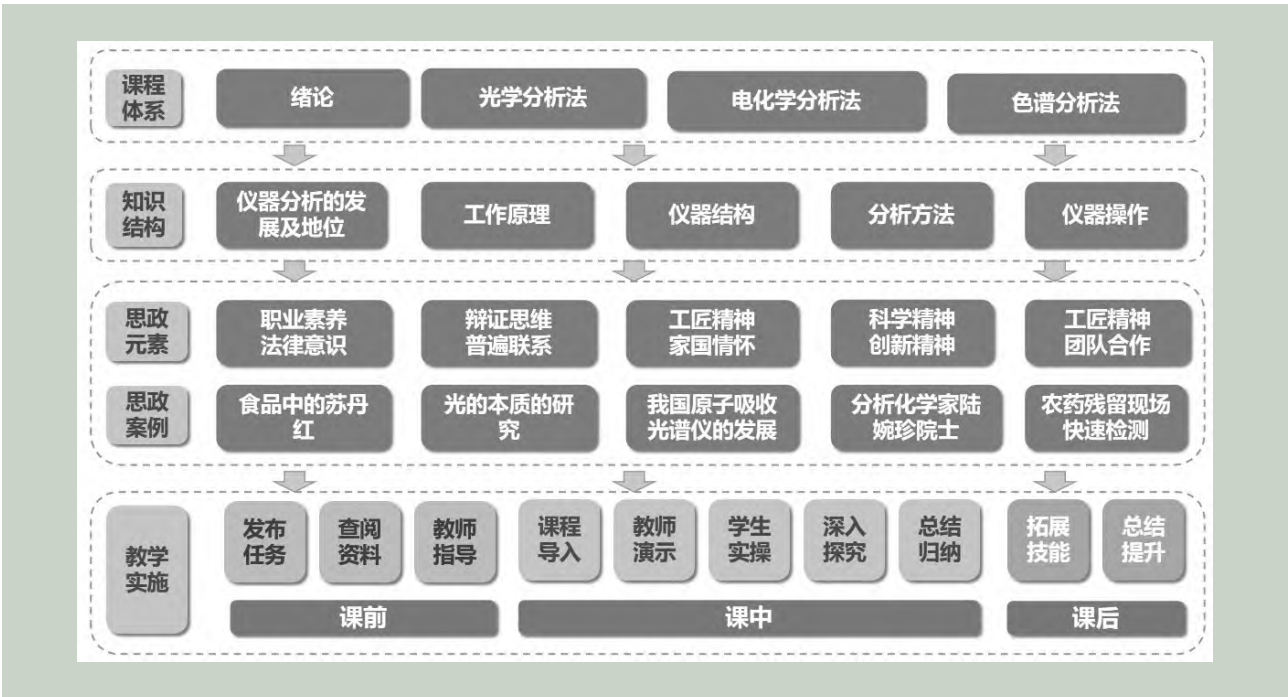 课程
体系
绪论
光学分析法
电化学分析法
色谱分析法
知识
结构
仪器分析的发
展及地位
工作原理
仪器结构
分析方法
仪器操作
思政
元素
职业素养
法律意识
辩证思维
普遍联系
工匠精神
家国情怀
科学精神
创新精神
工匠精神
团队合作
思政
案例
食品中的苏丹
红
光的本质的研
究
我国原子吸收
光谱仪的发展
分析化学家陆
婉珍院士
农药残留现场
快速检测
教学
实施
发布
任务
查阅
资料
教师
指导
课程
导入
教师
演示
学生
实操
深入
探究
总结
归纳
拓展
技能
总结
提升
课前
课中
课后